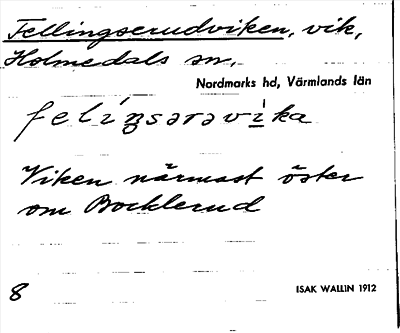 Fellingserudviken, vik,
Holmedals sn.,
Nordmarks hd, Värmlands län
felíŋsərəvi̲ka
Viken närmast öster
om Bocklerud
8 ISAK WALLIN 1912